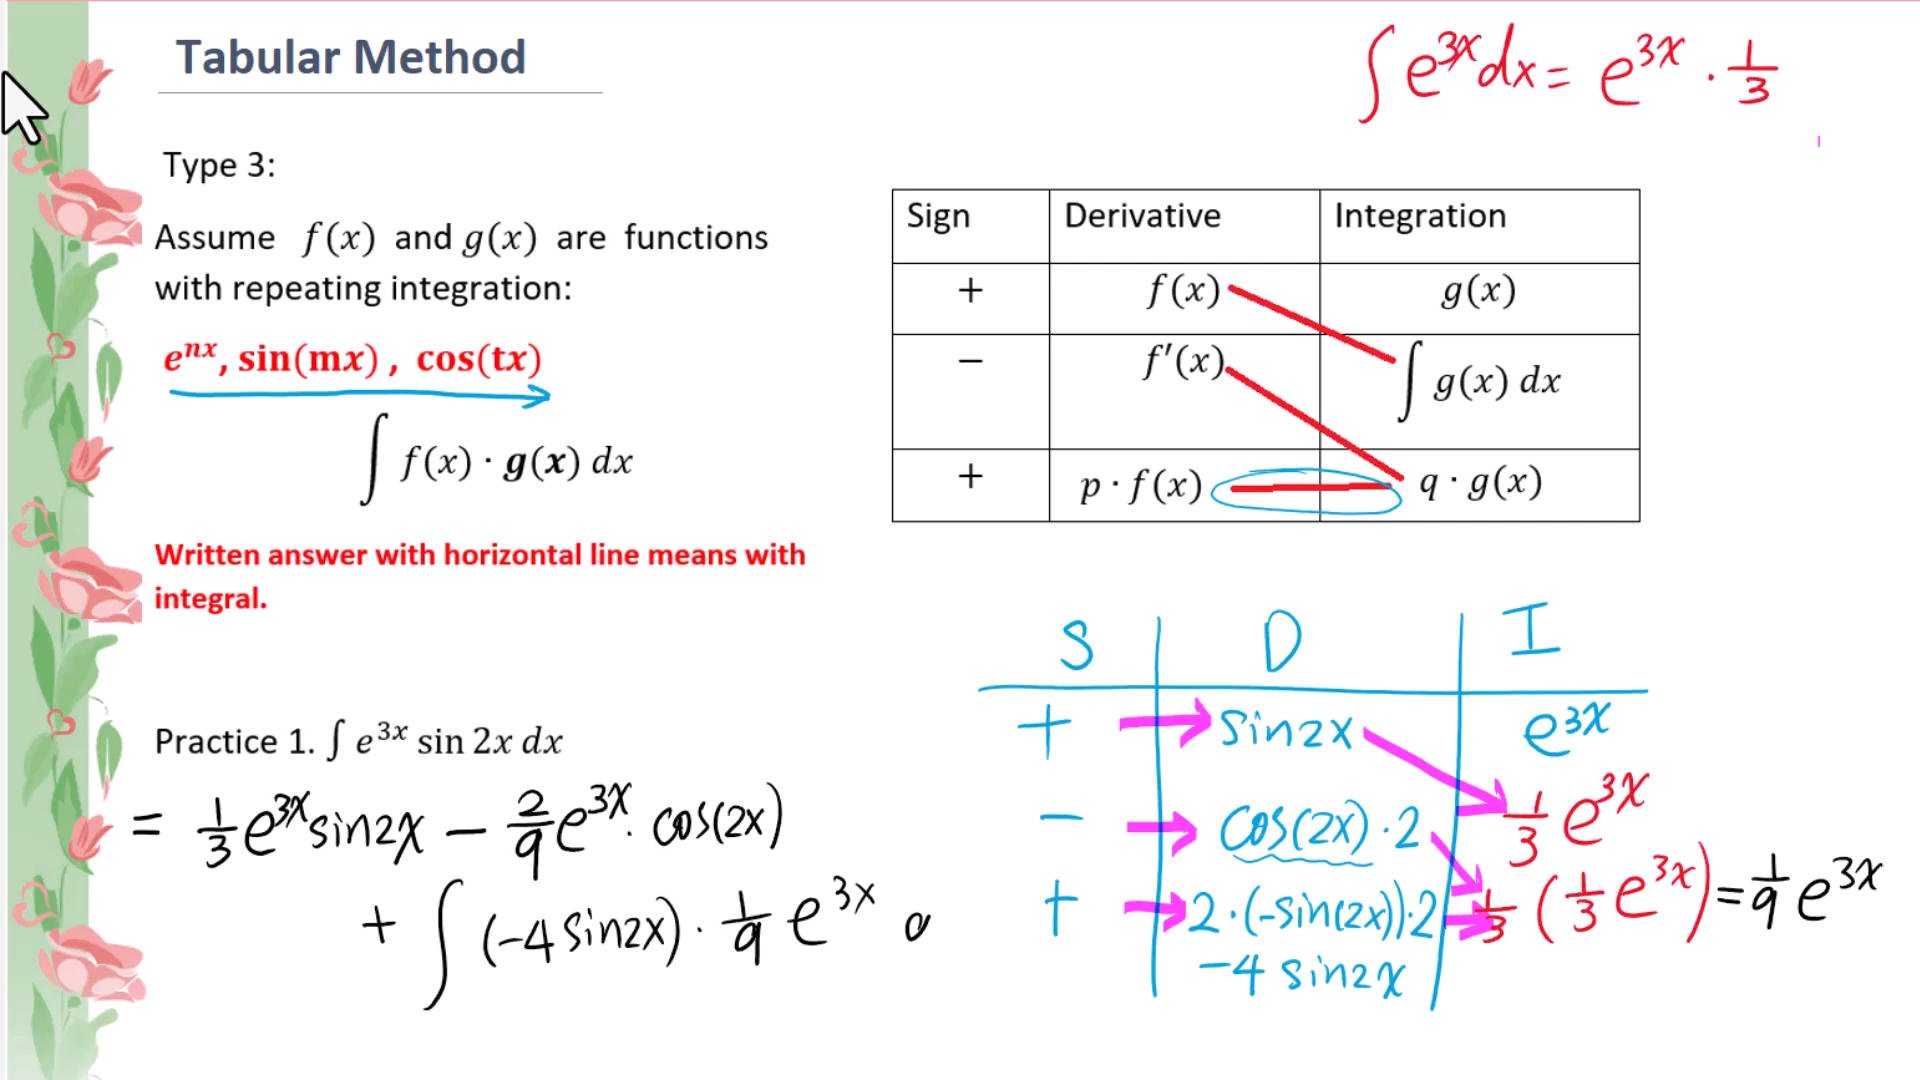 Tabular Method
∫ e^{3x} dx = e^{3x} · 1/3
Type 3:
Assume f(x) and g(x) are functions
with repeating integration:
e^{nx}, sin(mx), cos(tx)
∫ f(x) · g(x) dx
Written answer with horizontal line means with
integral.
Sign Derivative Integration
+ f(x) g(x)
− f′(x) ∫ g(x) dx
+ p · f(x) q · g(x)
Practice 1. ∫ e^{3x} sin 2x dx
= 1/3 e^{3x} sin2x − 2/9 e^{3x} · cos(2x)
+ ∫ (-4 sin2x) · 1/9 e^{3x}
S D I
+ sin2x e^{3x}
− cos(2x) · 2 1/3 e^{3x}
+ 2·(-sin(2x))·2 1/3 (1/3 e^{3x}) = 1/9 e^{3x}
-4 sin2x